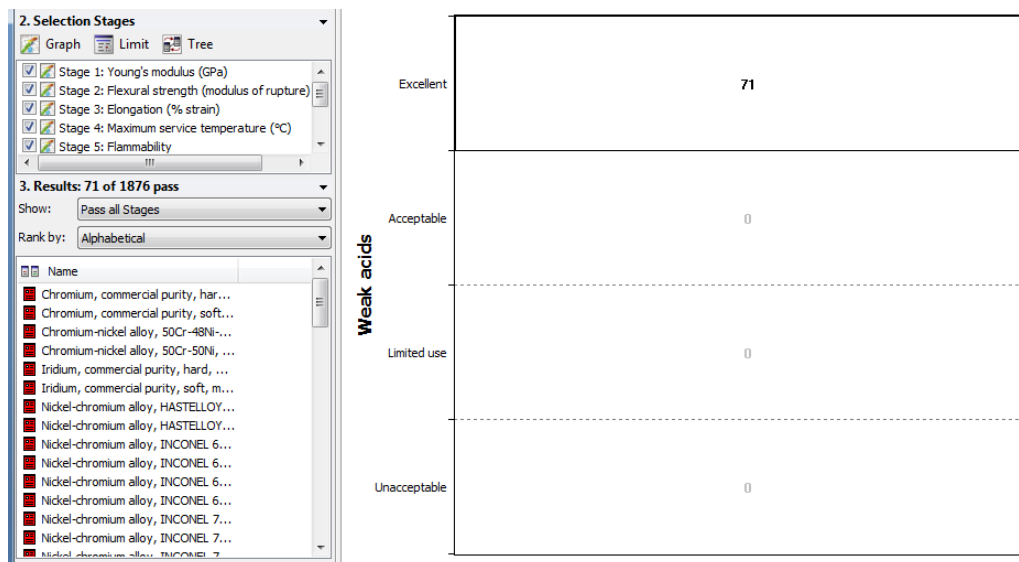 2. Selection Stages
Graph Limit Tree
Stage 1: Young's modulus (GPa)
Stage 2: Flexural strength (modulus of rupture)
Stage 3: Elongation (% strain)
Stage 4: Maximum service temperature (°C)
Stage 5: Flammability
3. Results: 71 of 1876 pass
Show: Pass all Stages
Rank by: Alphabetical
Name
Chromium, commercial purity, har...
Chromium, commercial purity, soft...
Chromium-nickel alloy, 50Cr-48Ni-...
Chromium-nickel alloy, 50Cr-50Ni, ...
Iridium, commercial purity, hard, ...
Iridium, commercial purity, soft, m...
Nickel-chromium alloy, HASTELLOY...
Nickel-chromium alloy, HASTELLOY...
Nickel-chromium alloy, INCONEL 6...
Nickel-chromium alloy, INCONEL 6...
Nickel-chromium alloy, INCONEL 6...
Nickel-chromium alloy, INCONEL 6...
Nickel-chromium alloy, INCONEL 7...
Nickel-chromium alloy, INCONEL 7...
Nickel-chromium alloy, INCONEL 7...
Weak acids
Excellent 71
Acceptable 0
Limited use 0
Unacceptable 0